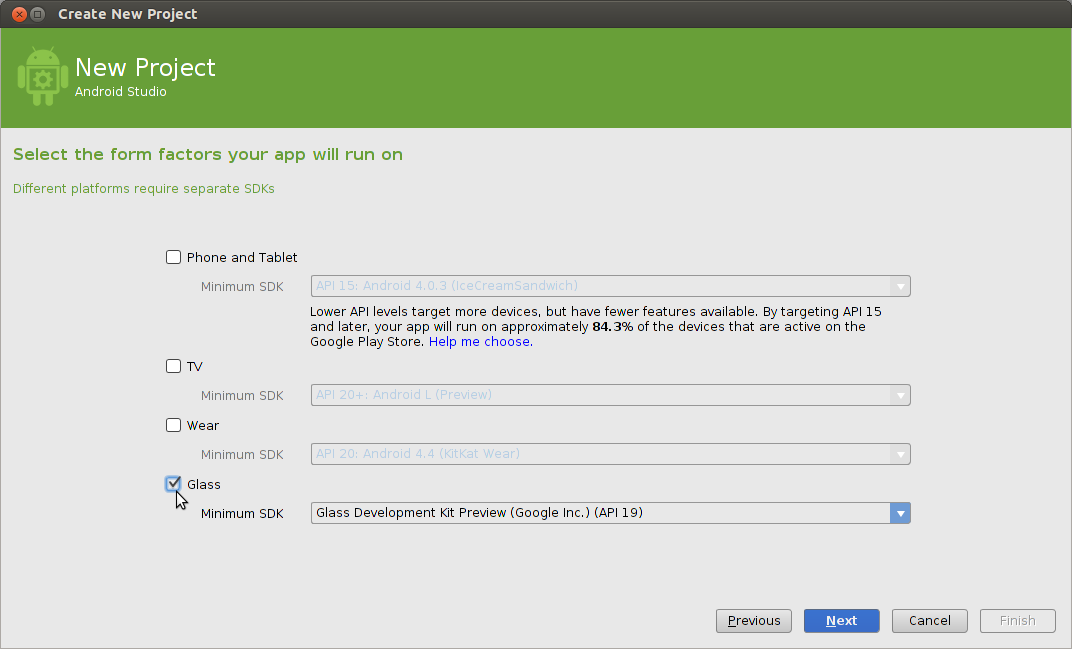 Create New Project
New Project
Android Studio
Select the form factors your app will run on
Different platforms require separate SDKs
Phone and Tablet
Minimum SDK
API 15: Android 4.0.3 (IceCreamSandwich)
Lower API levels target more devices, but have fewer features available. By targeting API 15
and later, your app will run on approximately 84.3% of the devices that are active on the
Google Play Store. Help me choose.
TV
Minimum SDK
API 20+: Android L (Preview)
Wear
Minimum SDK
API 20: Android 4.4 (KitKat Wear)
Glass
Minimum SDK
Glass Development Kit Preview (Google Inc.) (API 19)
Previous
Next
Cancel
Finish